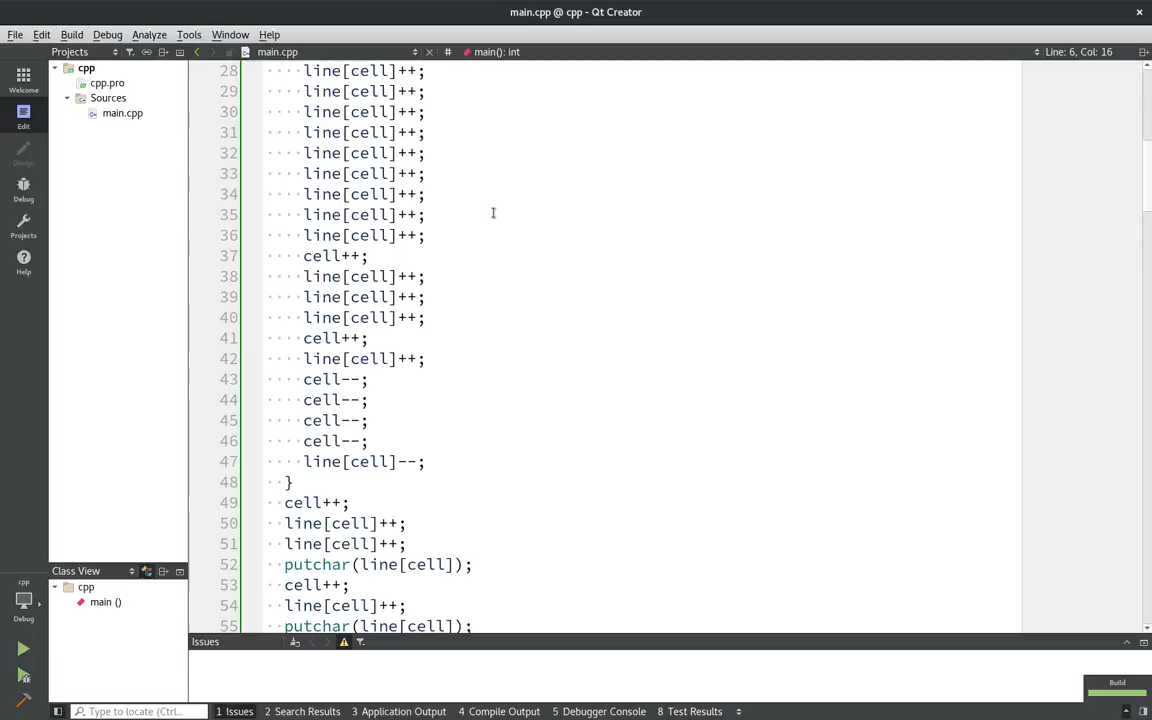 main.cpp @ cpp - Qt Creator
File Edit Build Debug Analyze Tools Window Help
Projects main.cpp # main(): int Line: 6, Col: 16
cpp
cpp.pro
Sources
main.cpp
Welcome
Edit
Design
Debug
Projects
Help
28 line[cell]++;
29 line[cell]++;
30 line[cell]++;
31 line[cell]++;
32 line[cell]++;
33 line[cell]++;
34 line[cell]++;
35 line[cell]++;
36 line[cell]++;
37 cell++;
38 line[cell]++;
39 line[cell]++;
40 line[cell]++;
41 cell++;
42 line[cell]++;
43 cell--;
44 cell--;
45 cell--;
46 cell--;
47 line[cell]--;
48 }
49 cell++;
50 line[cell]++;
51 line[cell]++;
52 putchar(line[cell]);
53 cell++;
54 line[cell]++;
55 putchar(line[cell]);
Class View
cpp
main ()
cpp
Debug
Issues
Build
Type to locate (Ctrl... 1 Issues 2 Search Results 3 Application Output 4 Compile Output 5 Debugger Console 8 Test Results